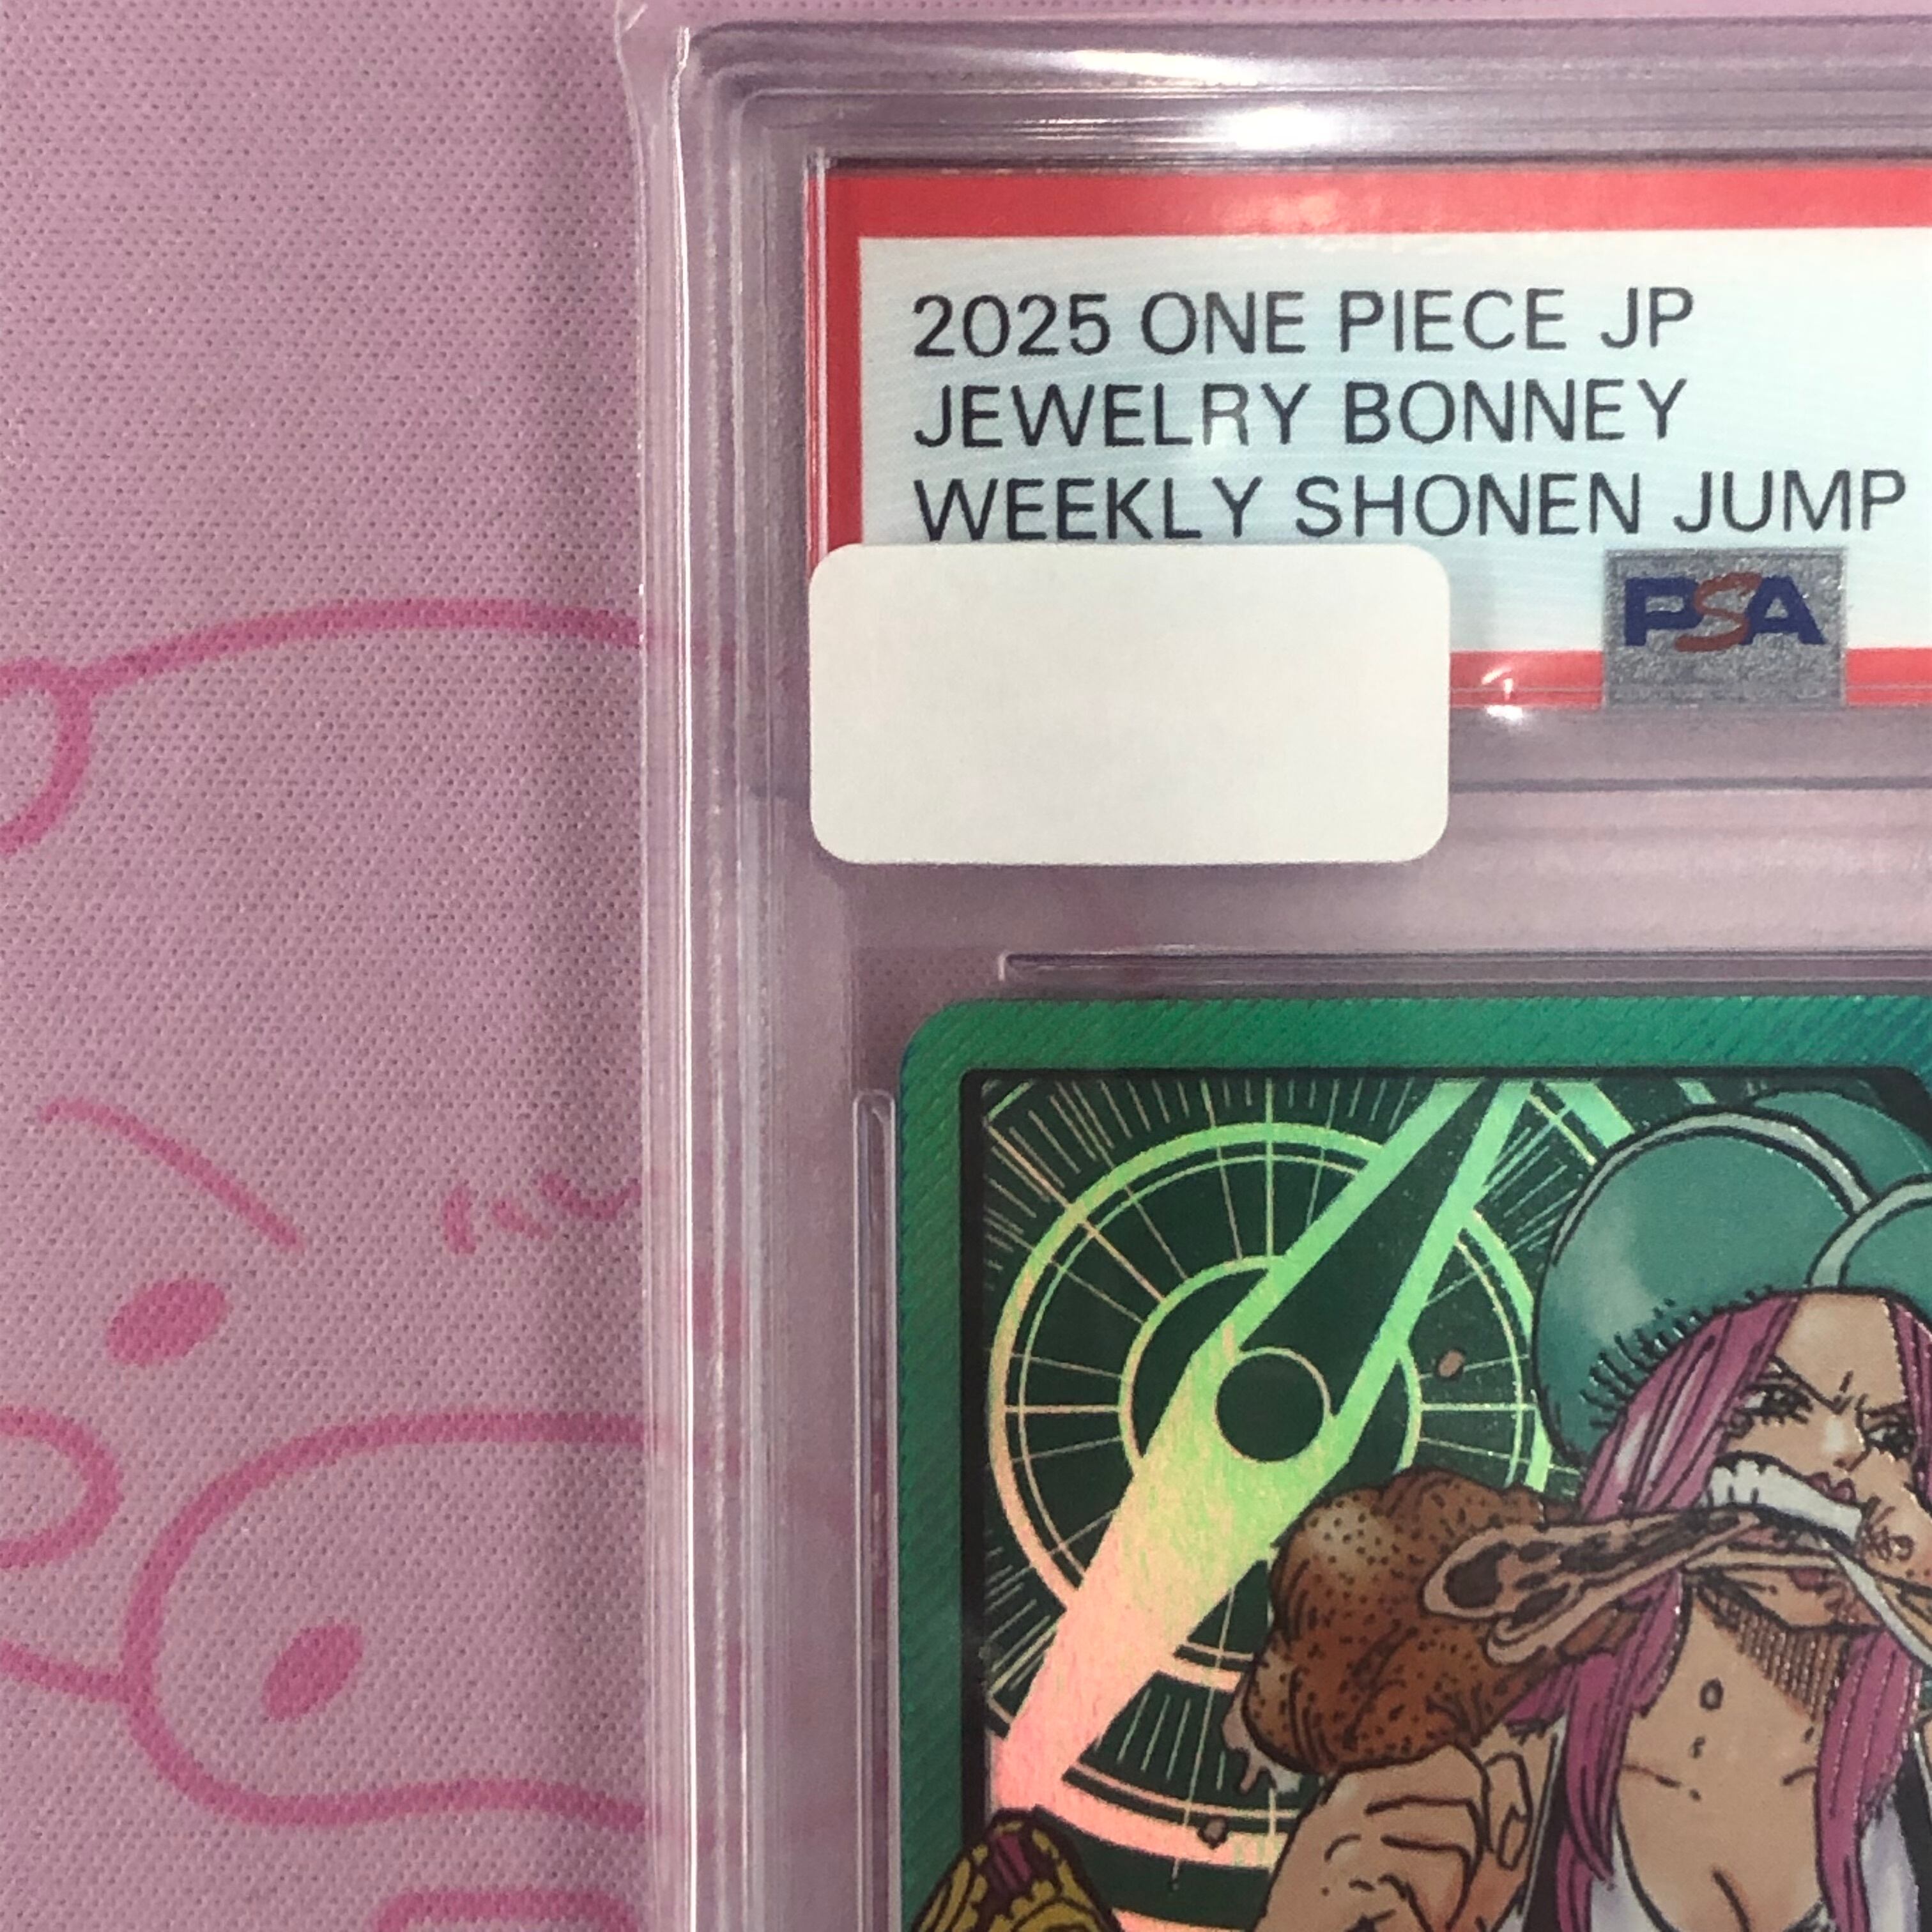 2025 ONE PIECE JP
JEWELRY BONNEY
WEEKLY SHONEN JUMP
PSA